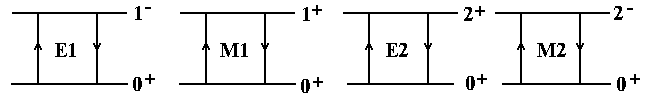 1⁻ 1⁺ 2⁺ 2⁻
E1 M1 E2 M2
0⁺ 0⁺ 0⁺ 0⁺